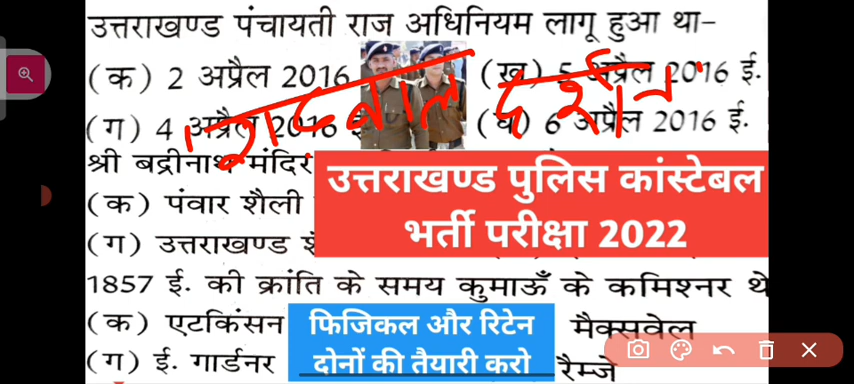 उत्तराखण्ड पंचायती राज अधिनियम लागू हुआ था–
(क) 2 अप्रैल 2016 (ख) 5 अप्रैल 2016 ई.
(ग) 4 अप्रैल 2016 ई (घ) 6 अप्रैल 2016 ई.
दर्शन
श्री बद्रीनाथ मंदिर
उत्तराखण्ड पुलिस कांस्टेबल
भर्ती परीक्षा 2022
(क) पंवार शैली
(ग) उत्तराखण्ड
1857 ई. की क्रांति के समय कुमाऊँ के कमिश्नर थे
(क) एटकिंसन मैक्सवेल
(ग) ई. गार्डनर रैम्जे
फिजिकल और रिटेन
दोनों की तैयारी करो